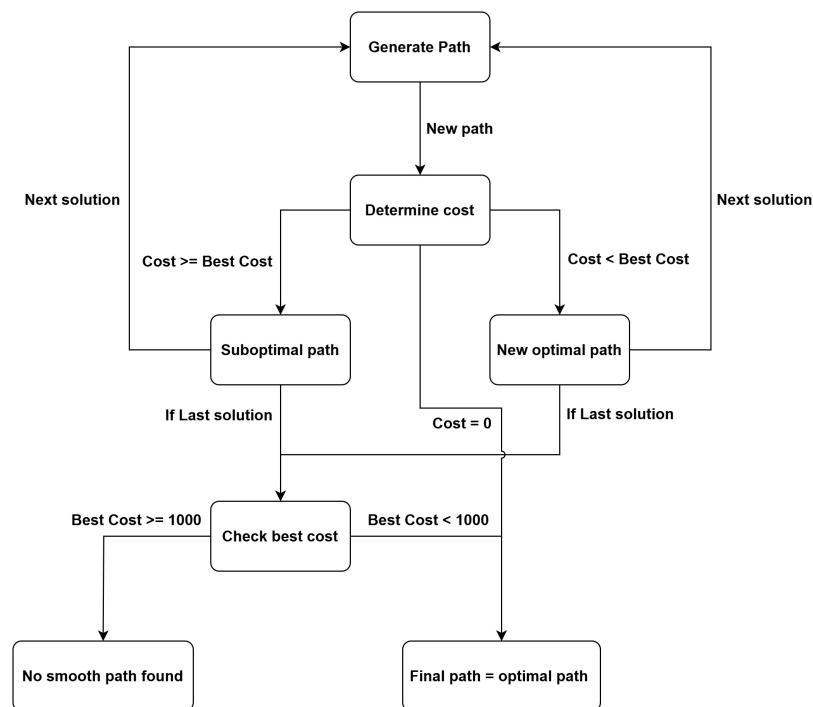 Generate Path
New path
Next solution
Determine cost
Next solution
Cost >= Best Cost
Cost < Best Cost
Suboptimal path
New optimal path
If Last solution
If Last solution
Cost = 0
Best Cost >= 1000
Best Cost < 1000
Check best cost
No smooth path found
Final path = optimal path